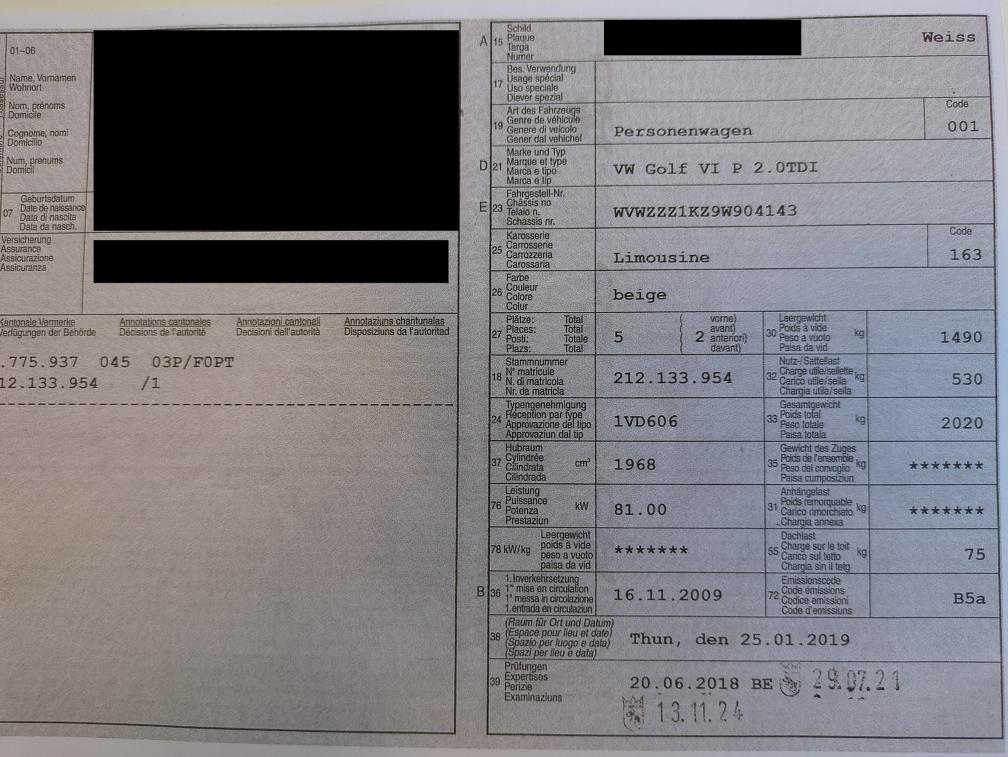 01-06
Name, Vornamen
Wohnort
Nom, prénoms
Domicile
Cognome, nomi
Domicilio
Num, prenums
Domicil
07
Geburtsdatum
Date de naissance
Data di nascita
Data da nasch.
Versicherung
Assurance
Assicurazione
Assicuranza
Kantonale Vermerke
Verfügungen der Behörde
Annotations cantonales
Décisions de l'autorité
Annotazioni cantonali
Decisioni dell'autorità
Annotaziuns chantunalas
Disposiziuns da l'autoritad
.775.937 045 03P/F0PT
12.133.954 /1
A 15
Schild
Plaque
Targa
Numer
Weiss
17
Bes. Verwendung
Usage spécial
Uso speciale
Diever spezial
19
Art des Fahrzeugs
Genre de véhicule
Genere di veicolo
Gener dal vehichel
Personenwagen
Code
001
D 21
Marke und Typ
Marque et type
Marca e tipo
Marca e tip
VW Golf VI P 2.0TDI
E 23
Fahrgestell-Nr.
Châssis no
Telaio n.
Schassis nr.
WVWZZZ1KZ9W904143
25
Karosserie
Carrosserie
Carrozzeria
Carossaria
Limousine
Code
163
26
Farbe
Couleur
Colore
Colur
beige
27
Plätze: Total
Places: Total
Posti: Totale
Plazs: Total
5
2
( vorne)
( avant)
( anteriori)
( davant)
30
Leergewicht
Poids à vide
Peso a vuoto
Paisa da vid
kg
1490
18
Stammnummer
N° matricule
N. di matricola
Nr. da matricla
212.133.954
32
Nutz-/Sattellast
Charge utile/sellette
Carico utile/sella
Chargia utila/sella
kg
530
24
Typengenehmigung
Réception par type
Approvazione del tipo
Approvaziun dal tip
1VD606
33
Gesamtgewicht
Poids total
Peso totale
Paisa totala
kg
2020
37
Hubraum
Cylindrée
Cilindrata
Cilindrada
cm³
1968
35
Gewicht des Zuges
Poids de l'ensemble
Peso del convoglio
Paisa cumposiziun
kg
*******
76
Leistung
Puissance
Potenza
Prestaziun
kW
81.00
31
Anhängelast
Poids remorquable
Carico rimorchiato
Chargia annexa
kg
*******
78 kW/kg
Leergewicht
poids à vide
peso a vuoto
paisa da vid
*******
55
Dachlast
Charge sur le toit
Carico sul tetto
Chargia sin il tetg
kg
75
B 36
1. Inverkehrsetzung
1re mise en circulation
1a messa in circolazione
1. entrada en circulaziun
16.11.2009
72
Emissionscode
Code émissions
Codice emissioni
Code d'emissiuns
B5a
38
(Raum für Ort und Datum)
(Espace pour lieu et date)
(Spazio per luogo e data)
(Spazi per lieu e data)
Thun, den 25.01.2019
39
Prüfungen
Expertises
Perizie
Examinaziuns
20.06.2018 BE 29.07.21
13.11.24